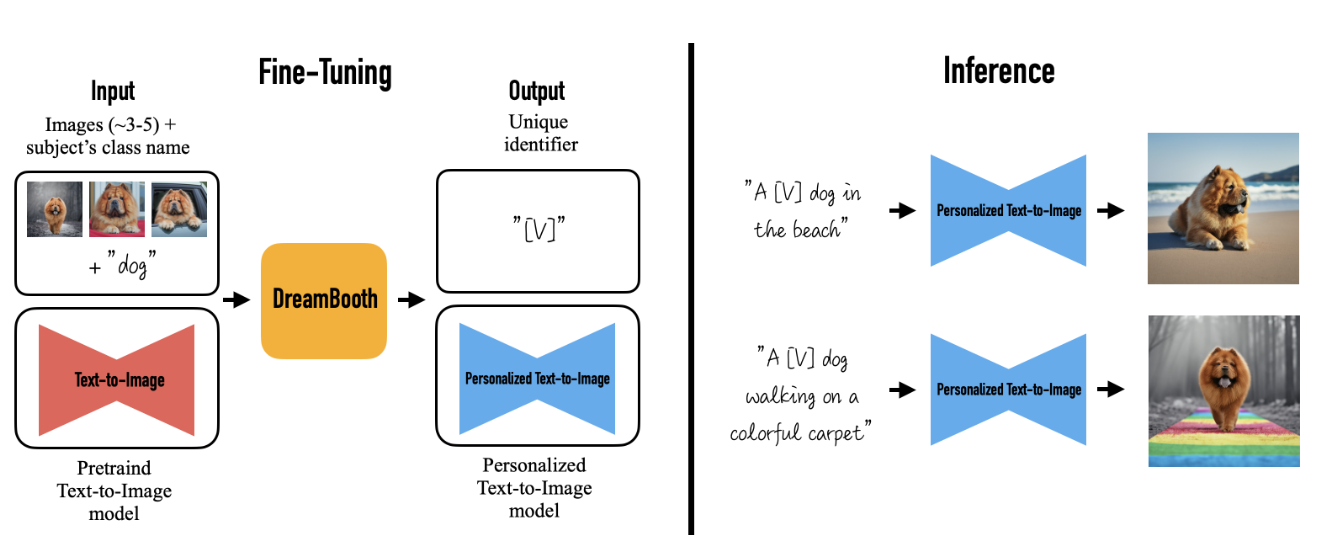 Fine-Tuning
Input
Images (~3-5) +
subject's class name
+ "dog"
Text-to-Image
Pretraind
Text-to-Image
model
DreamBooth
Output
Unique
identifier
"[V]"
Personalized Text-to-Image
Personalized
Text-to-Image
model
Inference
"A [V] dog in
the beach"
Personalized Text-to-Image
"A [V] dog
walking on a
colorful carpet"
Personalized Text-to-Image